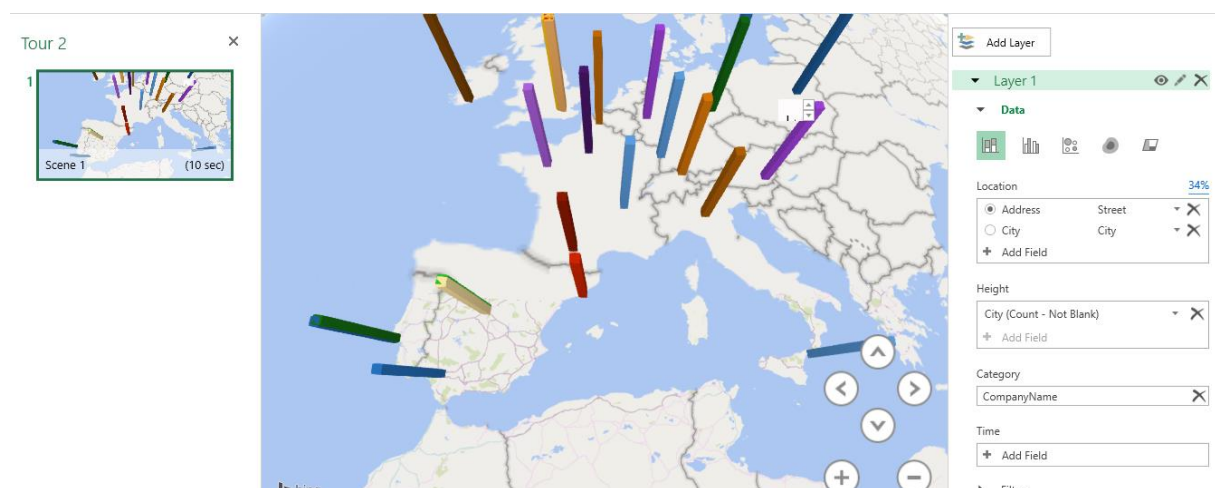 Tour 2
1
Scene 1 (10 sec)
Add Layer
Layer 1
Data
Location 34%
Address Street
City City
Add Field
Height
City (Count - Not Blank)
Add Field
Category
CompanyName
Time
Add Field